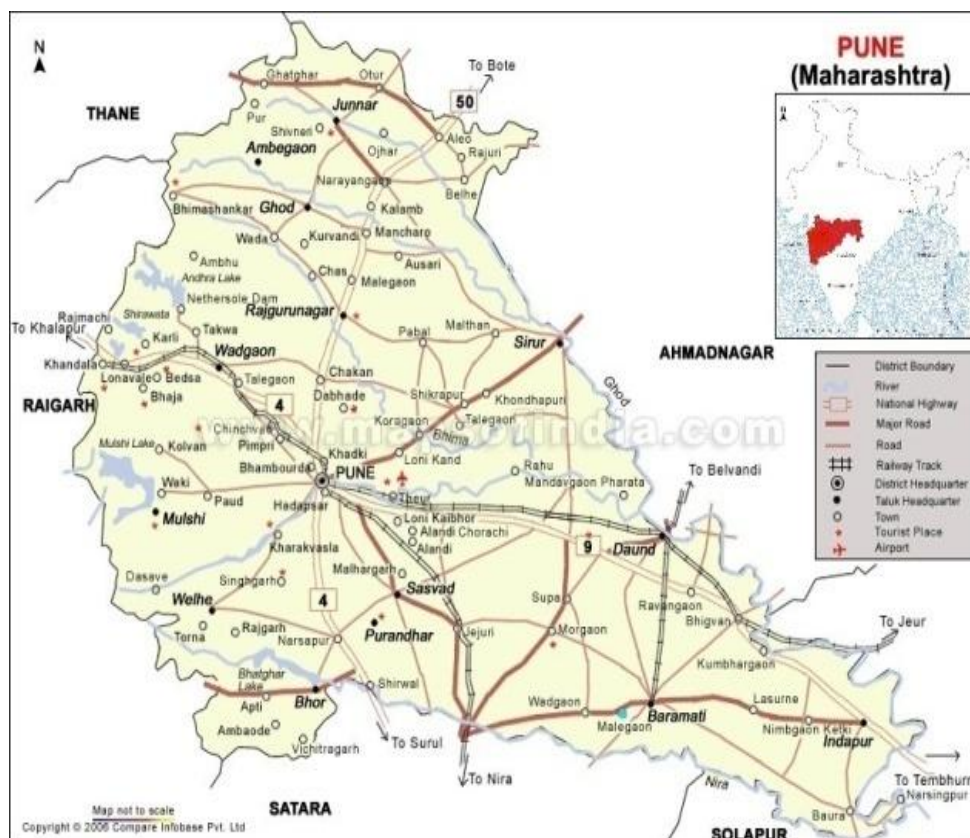 N
PUNE
(Maharashtra)
THANE
Ghatghar
Otur
To Bote
50
Pur
Junnar
Shivneri
Aleo
Ambegaon
Ojhar
Rajuri
Narayangaon
Belhe
Bhimashankar
Ghod
Kalamb
Wada
Kurvandi
Mancharo
Ambhu
Ausari
Andhra Lake
Chas
Malegaon
Nethersole Dam
Rajmachi
Shirawata
Rajgurunagar
To Khalapur
Karli
Takwa
Pabal
Malthan
Sirur
AHMADNAGAR
Khandala
Wadgaon
Lonavale
Bedsa
Talegaon
Chakan
Ghod
RAIGARH
Bhaja
4
Dabhade
Shikrapur
Khondhapuri
www.mapsofindia.com
Chinchvad
Koragaon
Talegaon
Mulshi Lake
Kolvan
Pimpri
Bhima
Khadki
Loni Kand
Bhambourda
PUNE
Rahu
To Belvandi
Waki
Paud
Hadapsar
Theur
Mandavgaon Pharata
Mulshi
Loni Kalbhor
Alandi Chorachi
Kharakvasla
Alandi
9
Daund
Dasave
Singhgarh
Malhargarh
Welhe
4
Sasvad
Supa
Ravangaon
Bhigvan
Torna
Rajgarh
Narsapur
Purandhar
Jejuri
Morgaon
To Jeur
Kumbhargaon
Bhatghar
Lake
Shirwal
Apti
Bhor
Wadgaon
Lasurne
Malegaon
Baramati
Nimbgaon Ketki
Indapur
Ambaode
Vichitragarh
To Surul
To Nira
Nira
To Tembhurni
Narsingpur
Baura
SATARA
SOLAPUR
District Boundary
River
National Highway
Major Road
Road
Railway Track
District Headquarter
Taluk Headquarter
Town
Tourist Place
Airport
Map not to scale
Copyright © 2006 Compare Infobase Pvt. Ltd